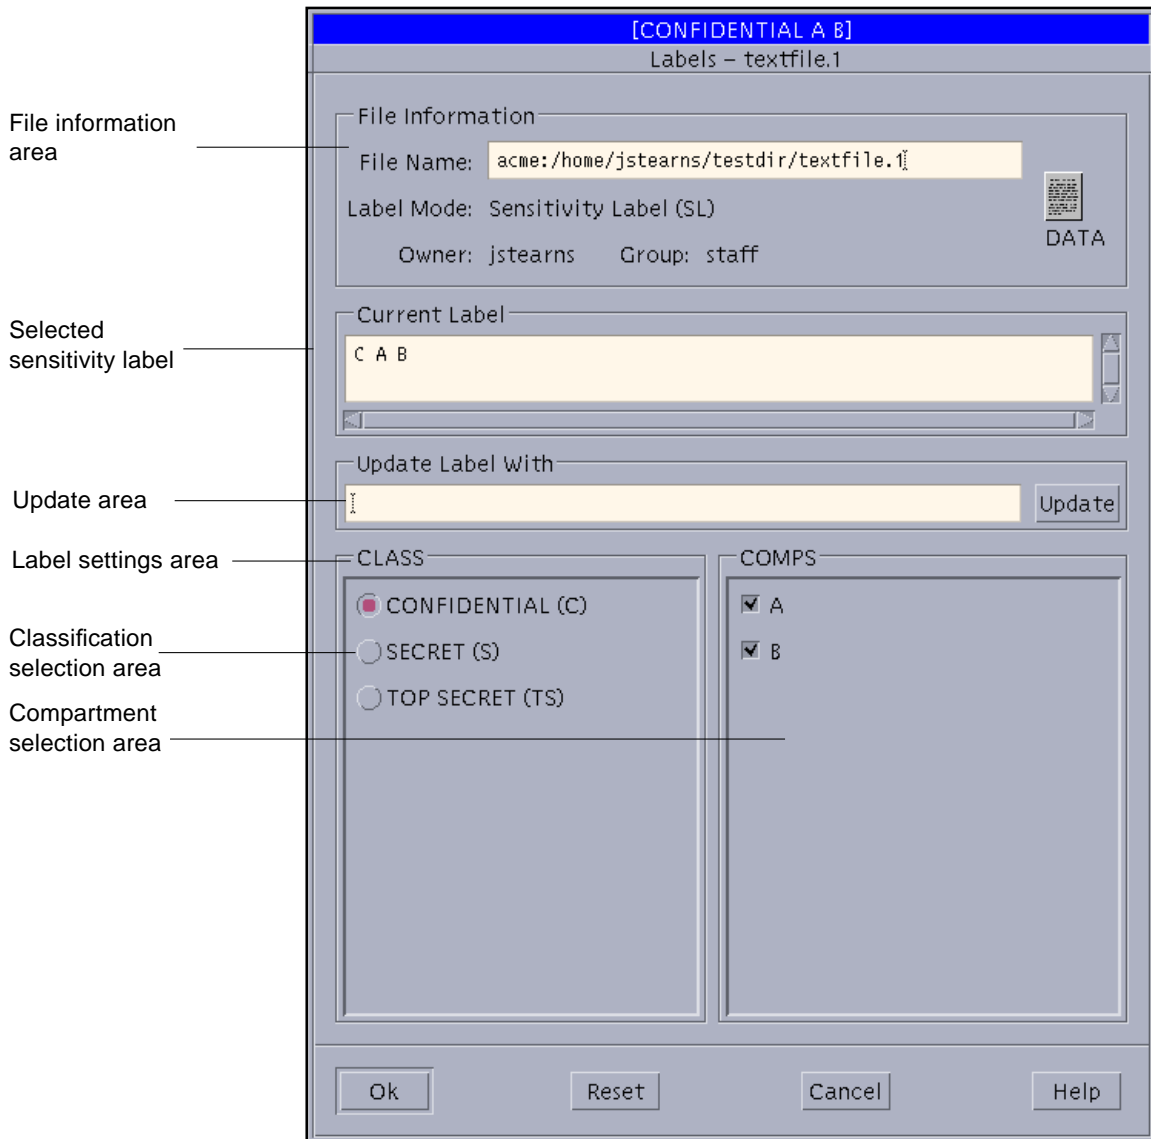 [CONFIDENTIAL A B]
Labels – textfile.1
File information
area
File Information
File Name: acme:/home/jstearns/testdir/textfile.1
Label Mode: Sensitivity Label (SL)
DATA
Owner: jstearns Group: staff
Selected
sensitivity label
Current Label
C A B
Update Label With
Update area
Update
Label settings area
CLASS
COMPS
CONFIDENTIAL (C)
A
Classification
selection area
SECRET (S)
B
TOP SECRET (TS)
Compartment
selection area
Ok
Reset
Cancel
Help